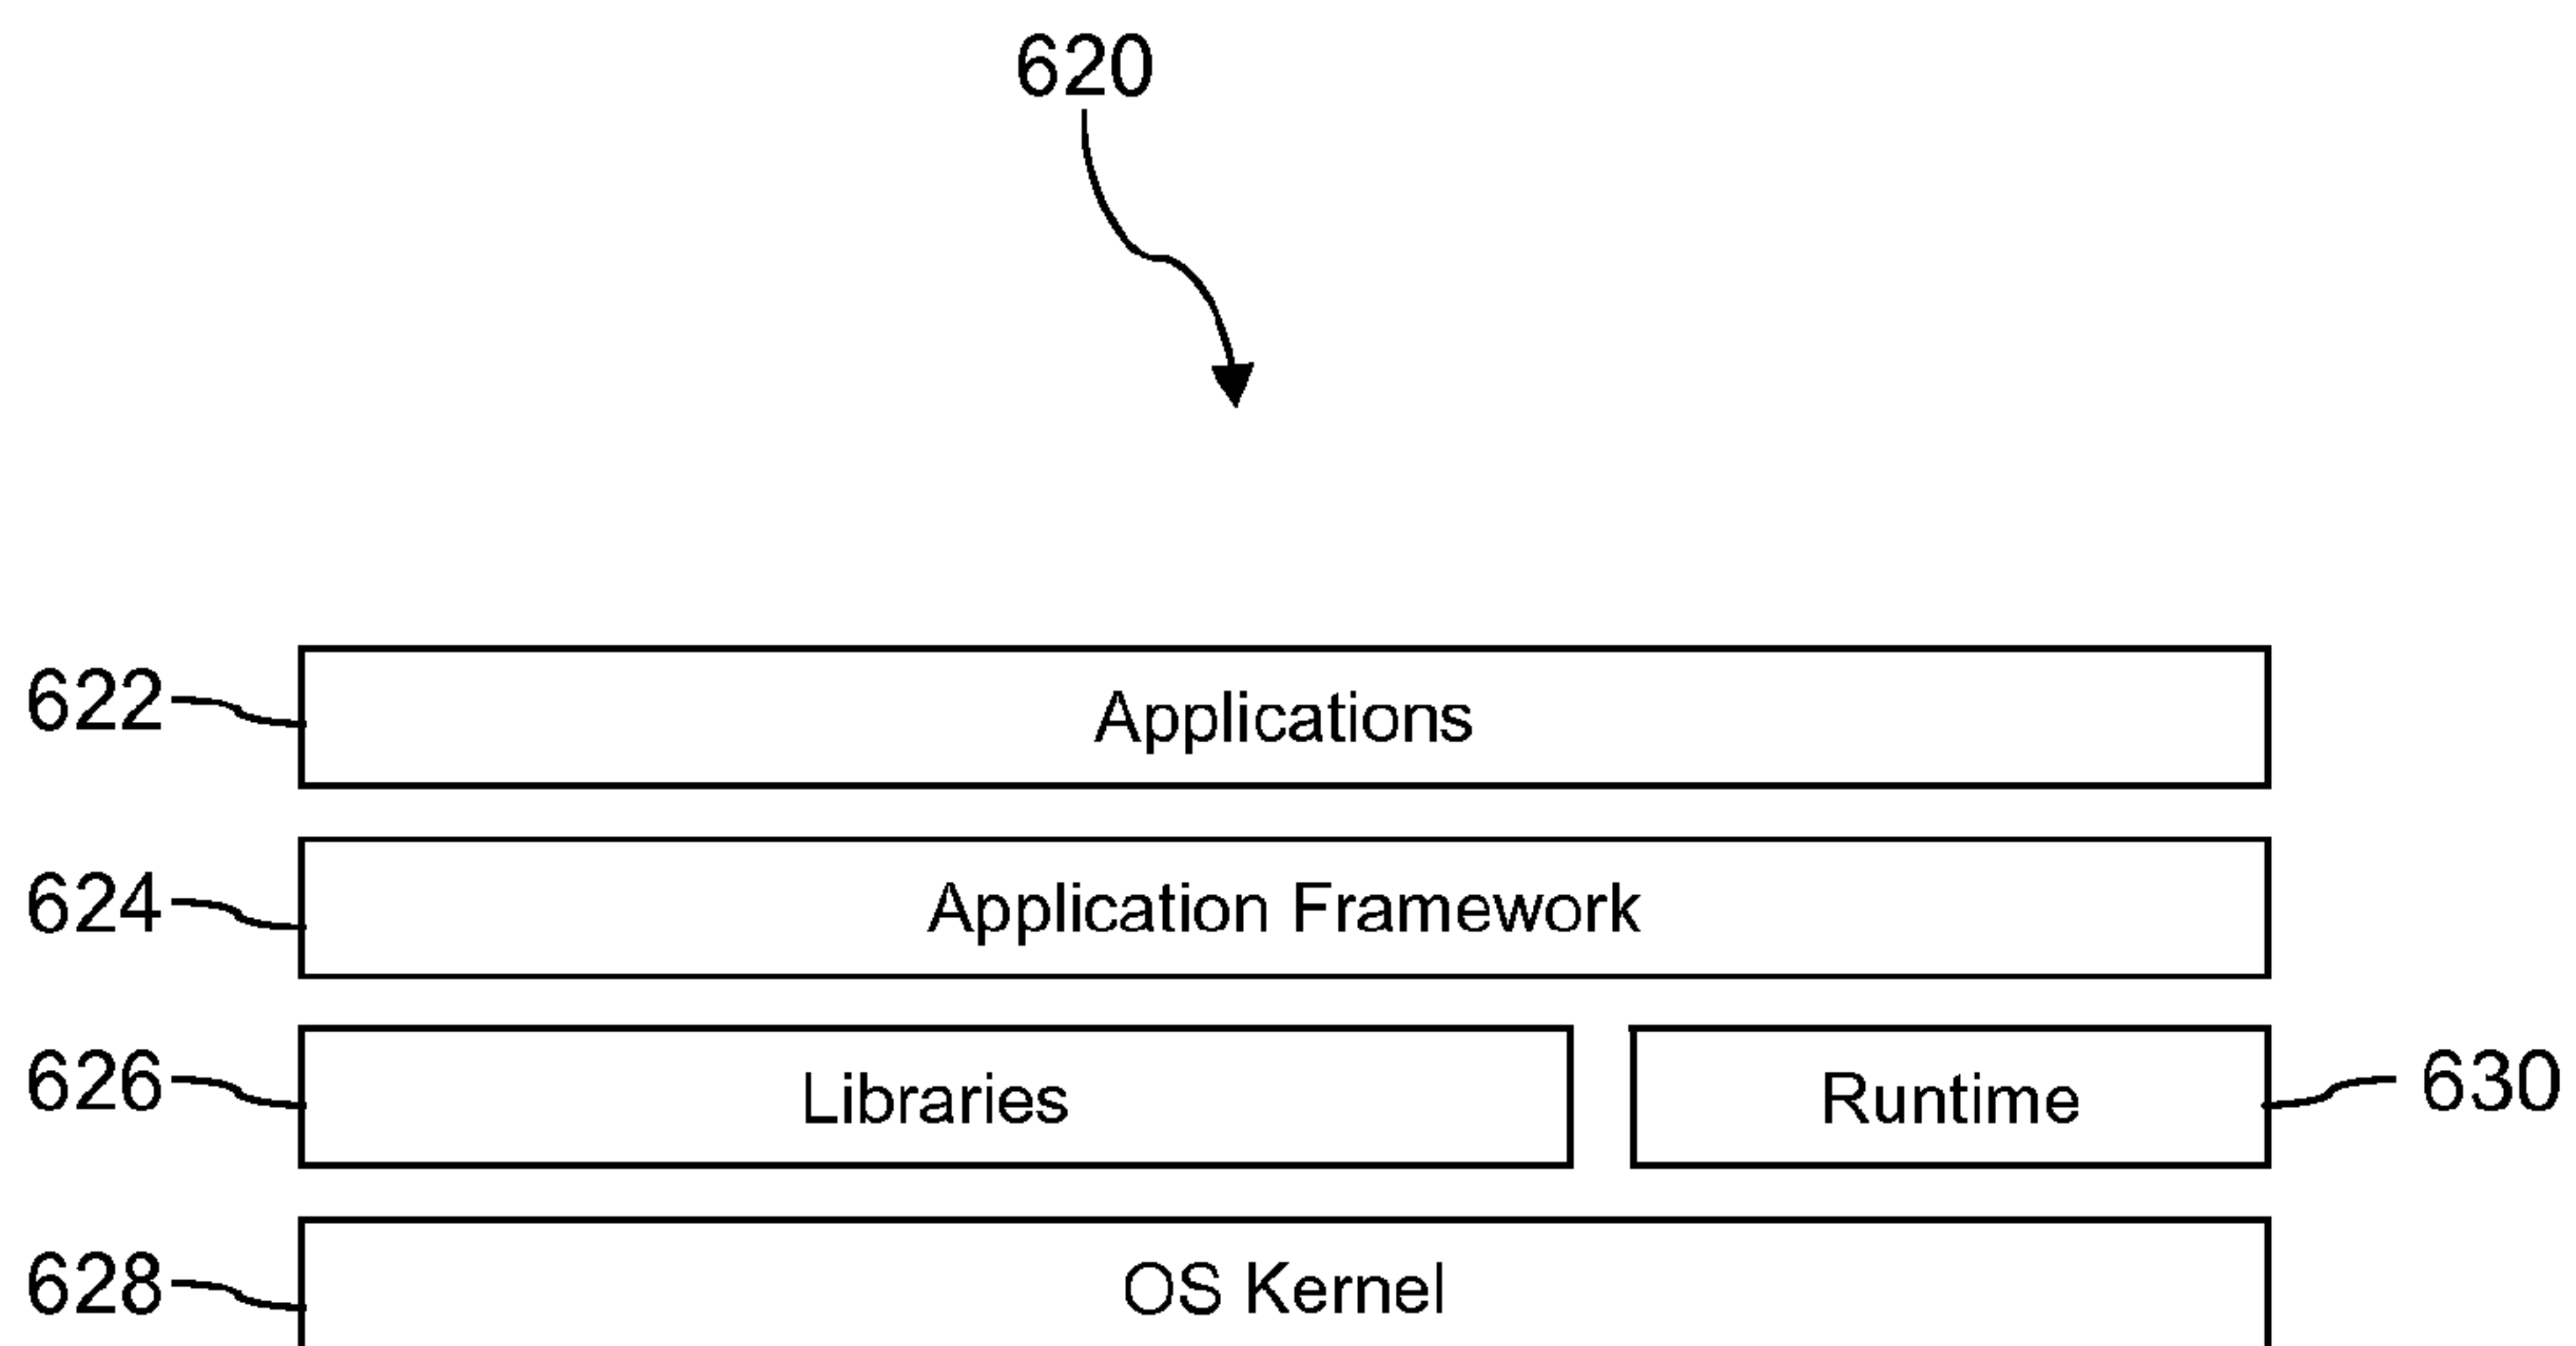 620
622 Applications
624 Application Framework
626 Libraries Runtime 630
628 OS Kernel